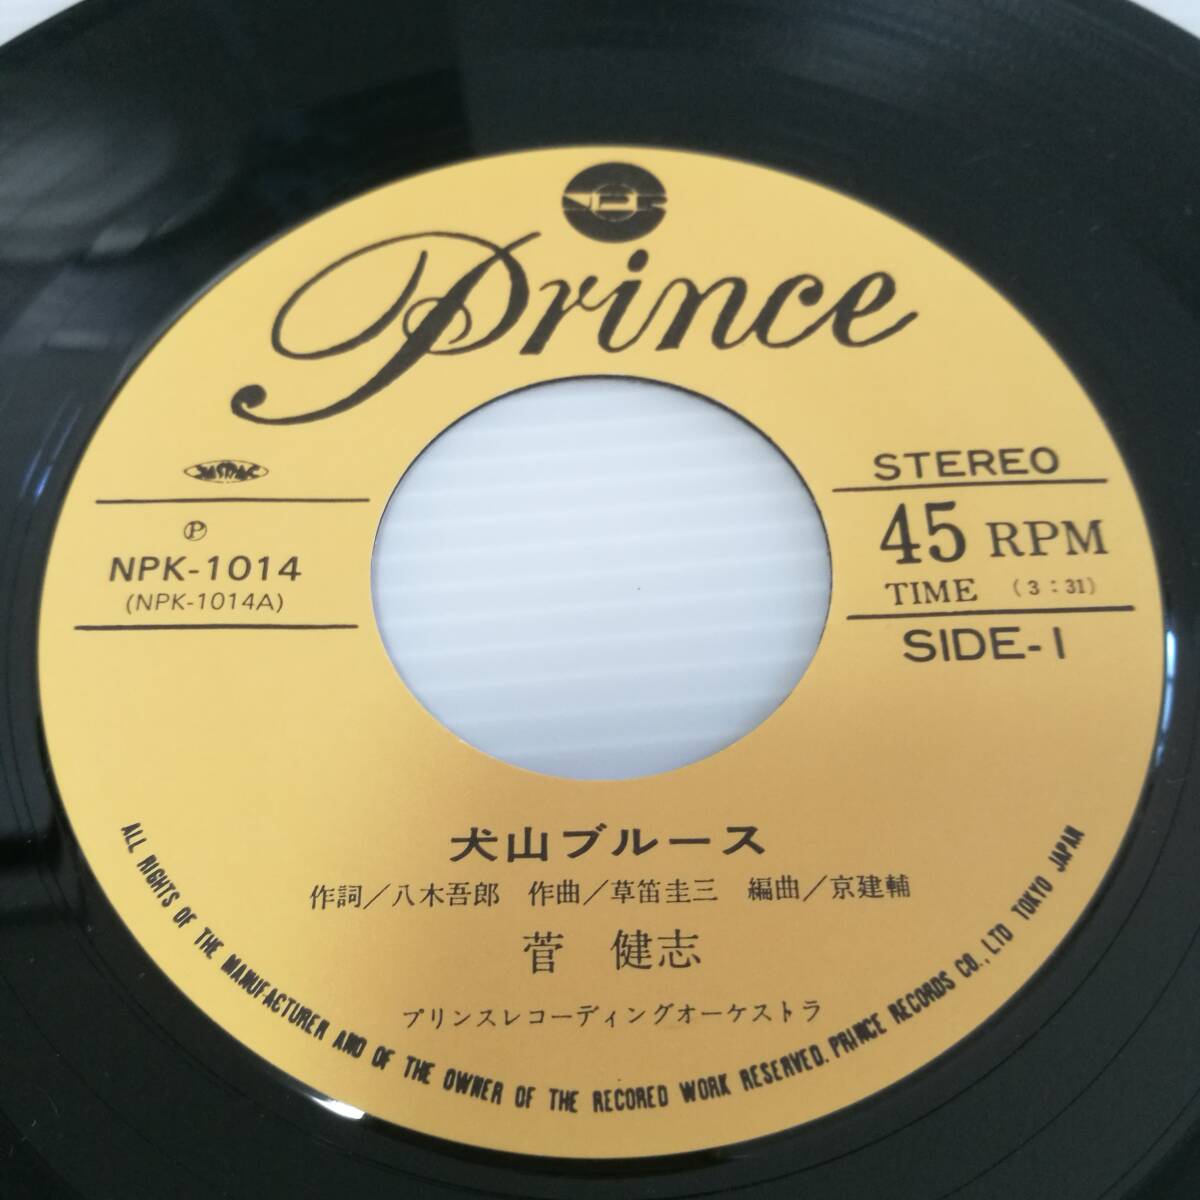 Prince
JASRAC
Ⓟ
NPK-1014
(NPK-1014A)
STEREO
45 RPM
TIME (3:31)
SIDE-1
犬山ブルース
作詞/八木吾郎 作曲/草笛圭三 編曲/京建輔
菅 健志
プリンスレコーディングオーケストラ
ALL RIGHTS OF THE MANUFACTURER AND OF THE OWNER OF THE RECORED WORK RESERVED. PRINCE RECORDS CO., LTD TOKYO JAPAN